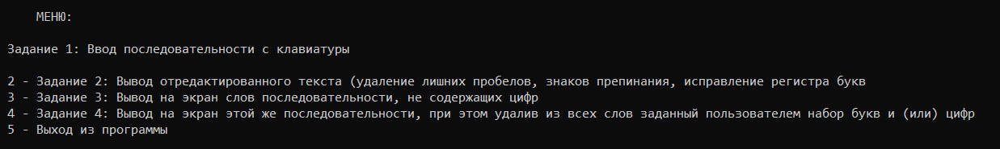 МЕНЮ:
Задание 1: Ввод последовательности с клавиатуры
2 - Задание 2: Вывод отредактированного текста (удаление лишних пробелов, знаков препинания, исправление регистра букв
3 - Задание 3: Вывод на экран слов последовательности, не содержащих цифр
4 - Задание 4: Вывод на экран этой же последовательности, при этом удалив из всех слов заданный пользователем набор букв и (или) цифр
5 - Выход из программы